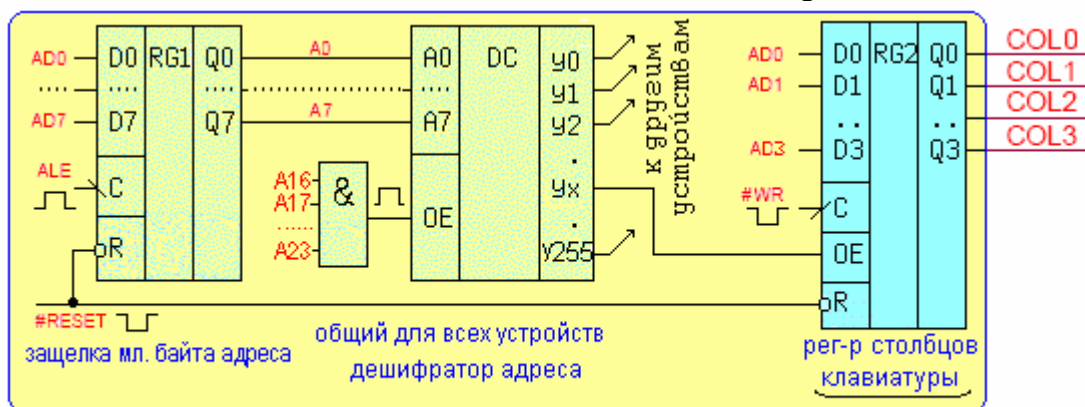 AD0
....
AD7
ALE
D0 RG1 Q0
....
D7 Q7
C
R
#RESET
защелка мл. байта адреса
A0
A7
A16
A17
......
A23
&
A0 DC y0
y1
y2
A7
.
yx
OE
.
y255
к другим
устройствам
общий для всех устройств
дешифратор адреса
AD0
AD1
AD3
#WR
D0 RG2 Q0
D1 Q1
.. ..
D3 Q3
C
OE
R
COL0
COL1
COL2
COL3
рег-р столбцов
клавиатуры